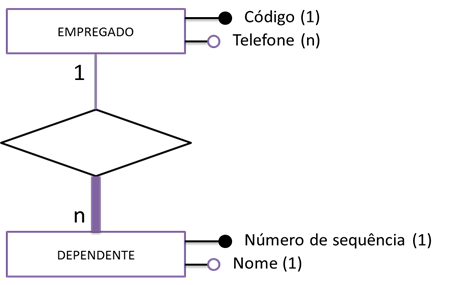 EMPREGADO
Código (1)
Telefone (n)
1
n
DEPENDENTE
Número de sequência (1)
Nome (1)